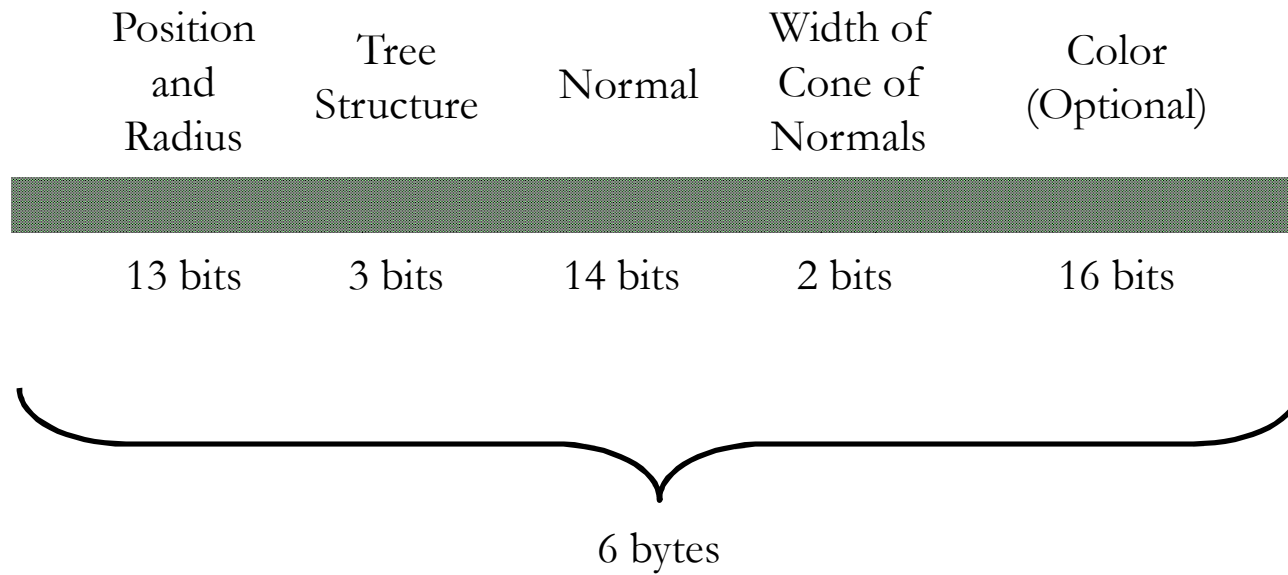 Position
and
Radius
Tree
Structure
Normal
Width of
Cone of
Normals
Color
(Optional)
13 bits
3 bits
14 bits
2 bits
16 bits
6 bytes